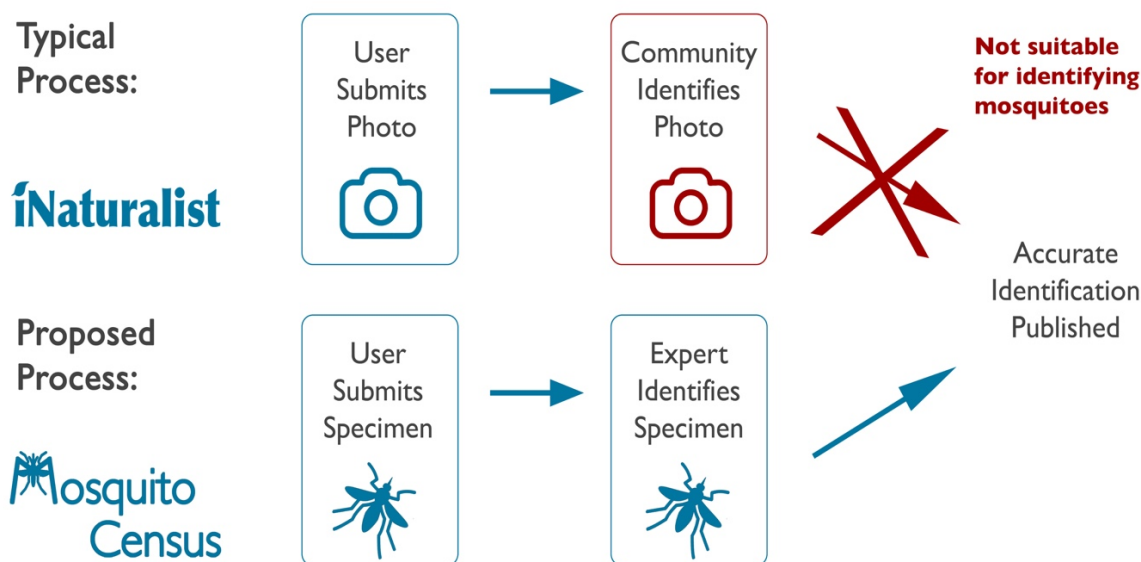 Typical
Process:
iNaturalist
User
Submits
Photo
Community
Identifies
Photo
Not suitable
for identifying
mosquitoes
Accurate
Identification
Published
Proposed
Process:
Mosquito
Census
User
Submits
Specimen
Expert
Identifies
Specimen